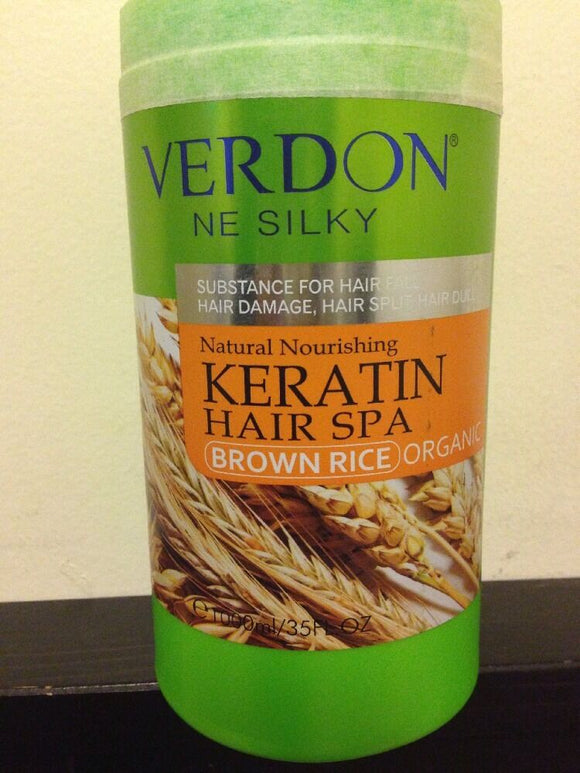 VERDON®
NE SILKY
SUBSTANCE FOR HAIR FALL
HAIR DAMAGE, HAIR SPLIT HAIR DULL
Natural Nourishing
KERATIN
HAIR SPA
BROWN RICE ORGANIC
℮1000ml/35FL.OZ